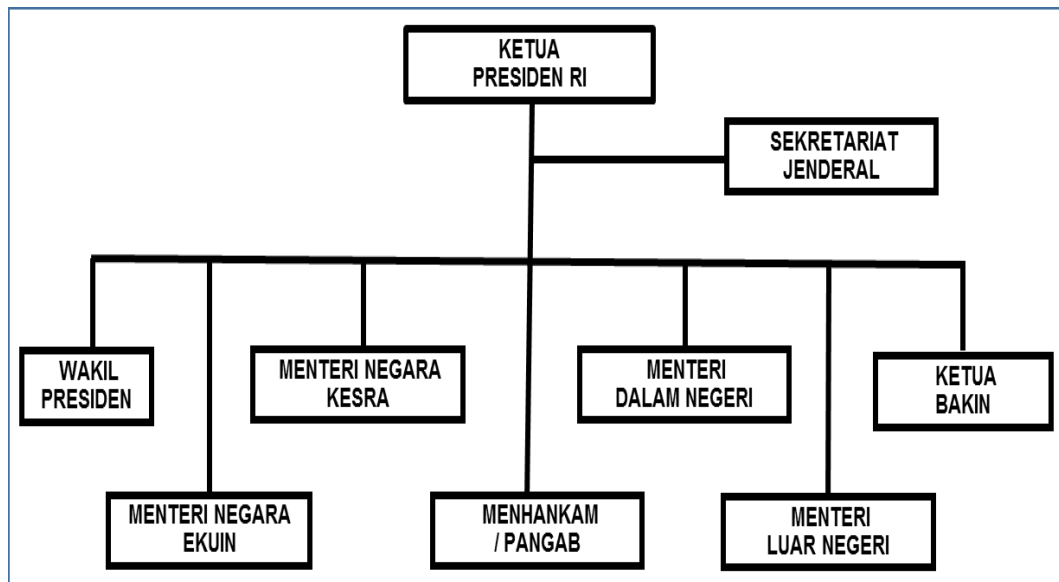 KETUA
PRESIDEN RI
SEKRETARIAT
JENDERAL
WAKIL
PRESIDEN
MENTERI NEGARA
KESRA
MENTERI
DALAM NEGERI
KETUA
BAKIN
MENTERI NEGARA
EKUIN
MENHANKAM
/ PANGAB
MENTERI
LUAR NEGERI